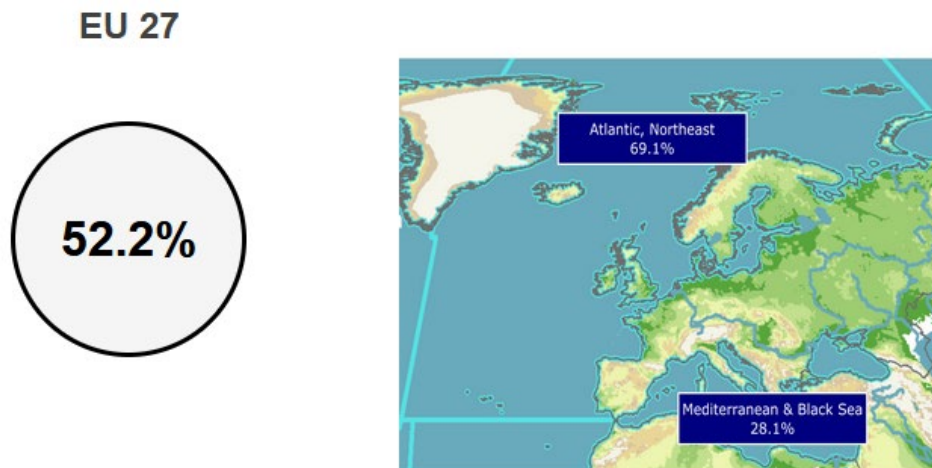 EU 27
52.2%
Atlantic, Northeast
69.1%
Mediterranean & Black Sea
28.1%